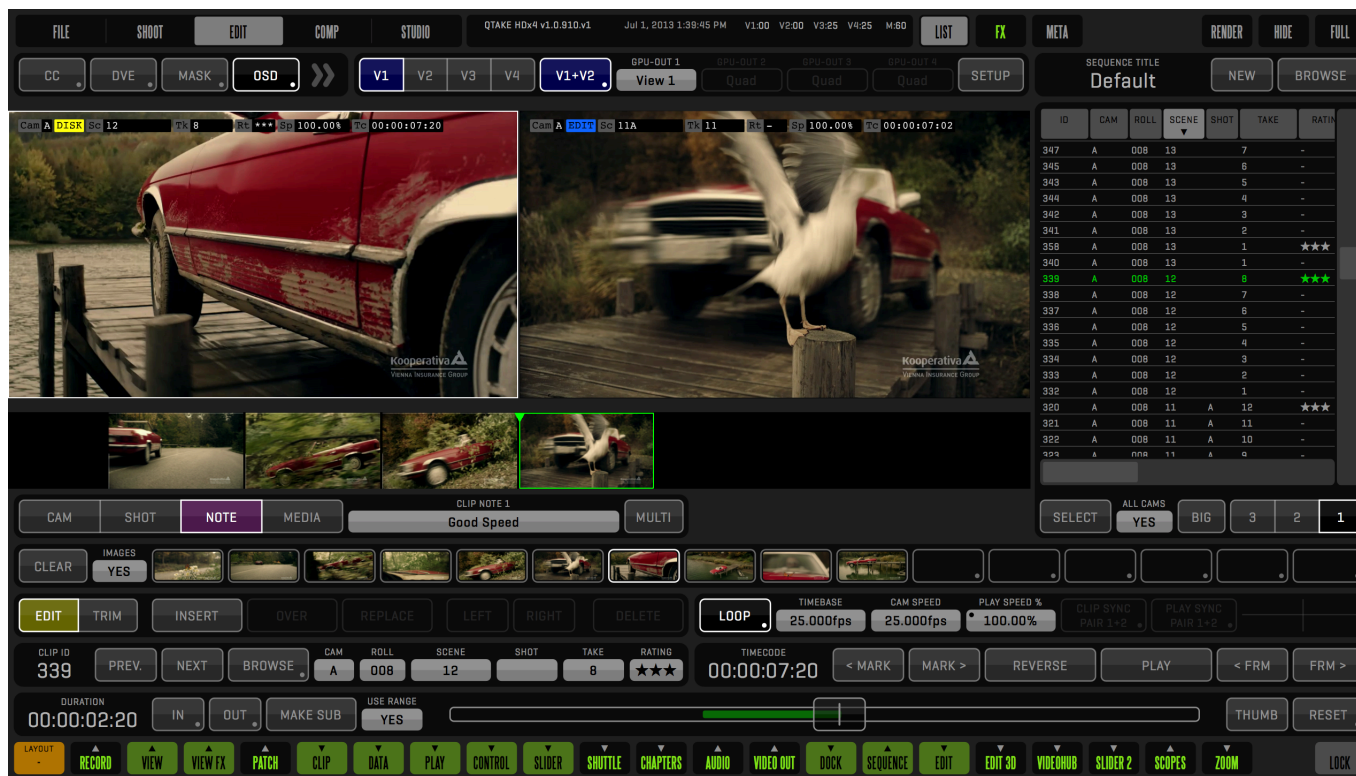 FILE SHOOT EDIT COMP STUDIO QTAKE HDx4 v1.0.910.v1 Jul 1, 2013 1:39:45 PM V1:00 V2:00 V3:25 V4:25 M:60 LIST FX META RENDER HIDE FULL
CC DVE MASK OSD V1 V2 V3 V4 V1+V2 SETUP
GPU-OUT 1 GPU-OUT 2 GPU-OUT 3 GPU-OUT 4
View 1 Quad Quad Quad
SEQUENCE TITLE
Default NEW BROWSE
Cam A DISK Sc 12 Tk 8 Rt *** Sp 100.00% Tc 00:00:07:20
Cam A EDIT Sc 11A Tk 11 Rt - Sp 100.00% Tc 00:00:07:02
Kooperativa
VIENNA INSURANCE GROUP
Kooperativa
VIENNA INSURANCE GROUP
ID CAM ROLL SCENE SHOT TAKE RATIN
347 A 008 13 7 -
345 A 008 13 6 -
343 A 008 13 5 -
344 A 008 13 4 -
342 A 008 13 3 -
341 A 008 13 2 -
358 A 008 13 1 ★★★
340 A 008 13 1 -
339 A 008 12 8 ★★★
338 A 008 12 7 -
337 A 008 12 6 -
336 A 008 12 5 -
335 A 008 12 4 -
334 A 008 12 3 -
333 A 008 12 2 -
332 A 008 12 1 -
320 A 008 11 A 12 ★★★
321 A 008 11 A 11 -
322 A 008 11 A 10 -
323 A 008 11 A 9 -
CAM SHOT NOTE MEDIA
CLIP NOTE 1
Good Speed
MULTI
SELECT
ALL CAMS
YES
BIG 3 2 1
CLEAR
IMAGES
YES
EDIT TRIM INSERT OVER REPLACE LEFT RIGHT DELETE
LOOP
TIMEBASE CAM SPEED PLAY SPEED %
25.000fps 25.000fps 100.00%
CLIP SYNC PLAY SYNC
PAIR 1+2 PAIR 1+2
CLIP ID
339
PREV. NEXT BROWSE
CAM ROLL SCENE SHOT TAKE RATING
A 008 12 8 ★★★
TIMECODE
00:00:07:20
< MARK MARK > REVERSE PLAY < FRM FRM >
DURATION
00:00:02:20
IN OUT MAKE SUB
USE RANGE
YES
THUMB RESET
LAYOUT
-
RECORD VIEW VIEW FX PATCH CLIP DATA PLAY CONTROL SLIDER SHUTTLE CHAPTERS AUDIO VIDEO OUT DOCK SEQUENCE EDIT EDIT 3D VIDEOHUB SLIDER 2 SCOPES ZOOM LOCK